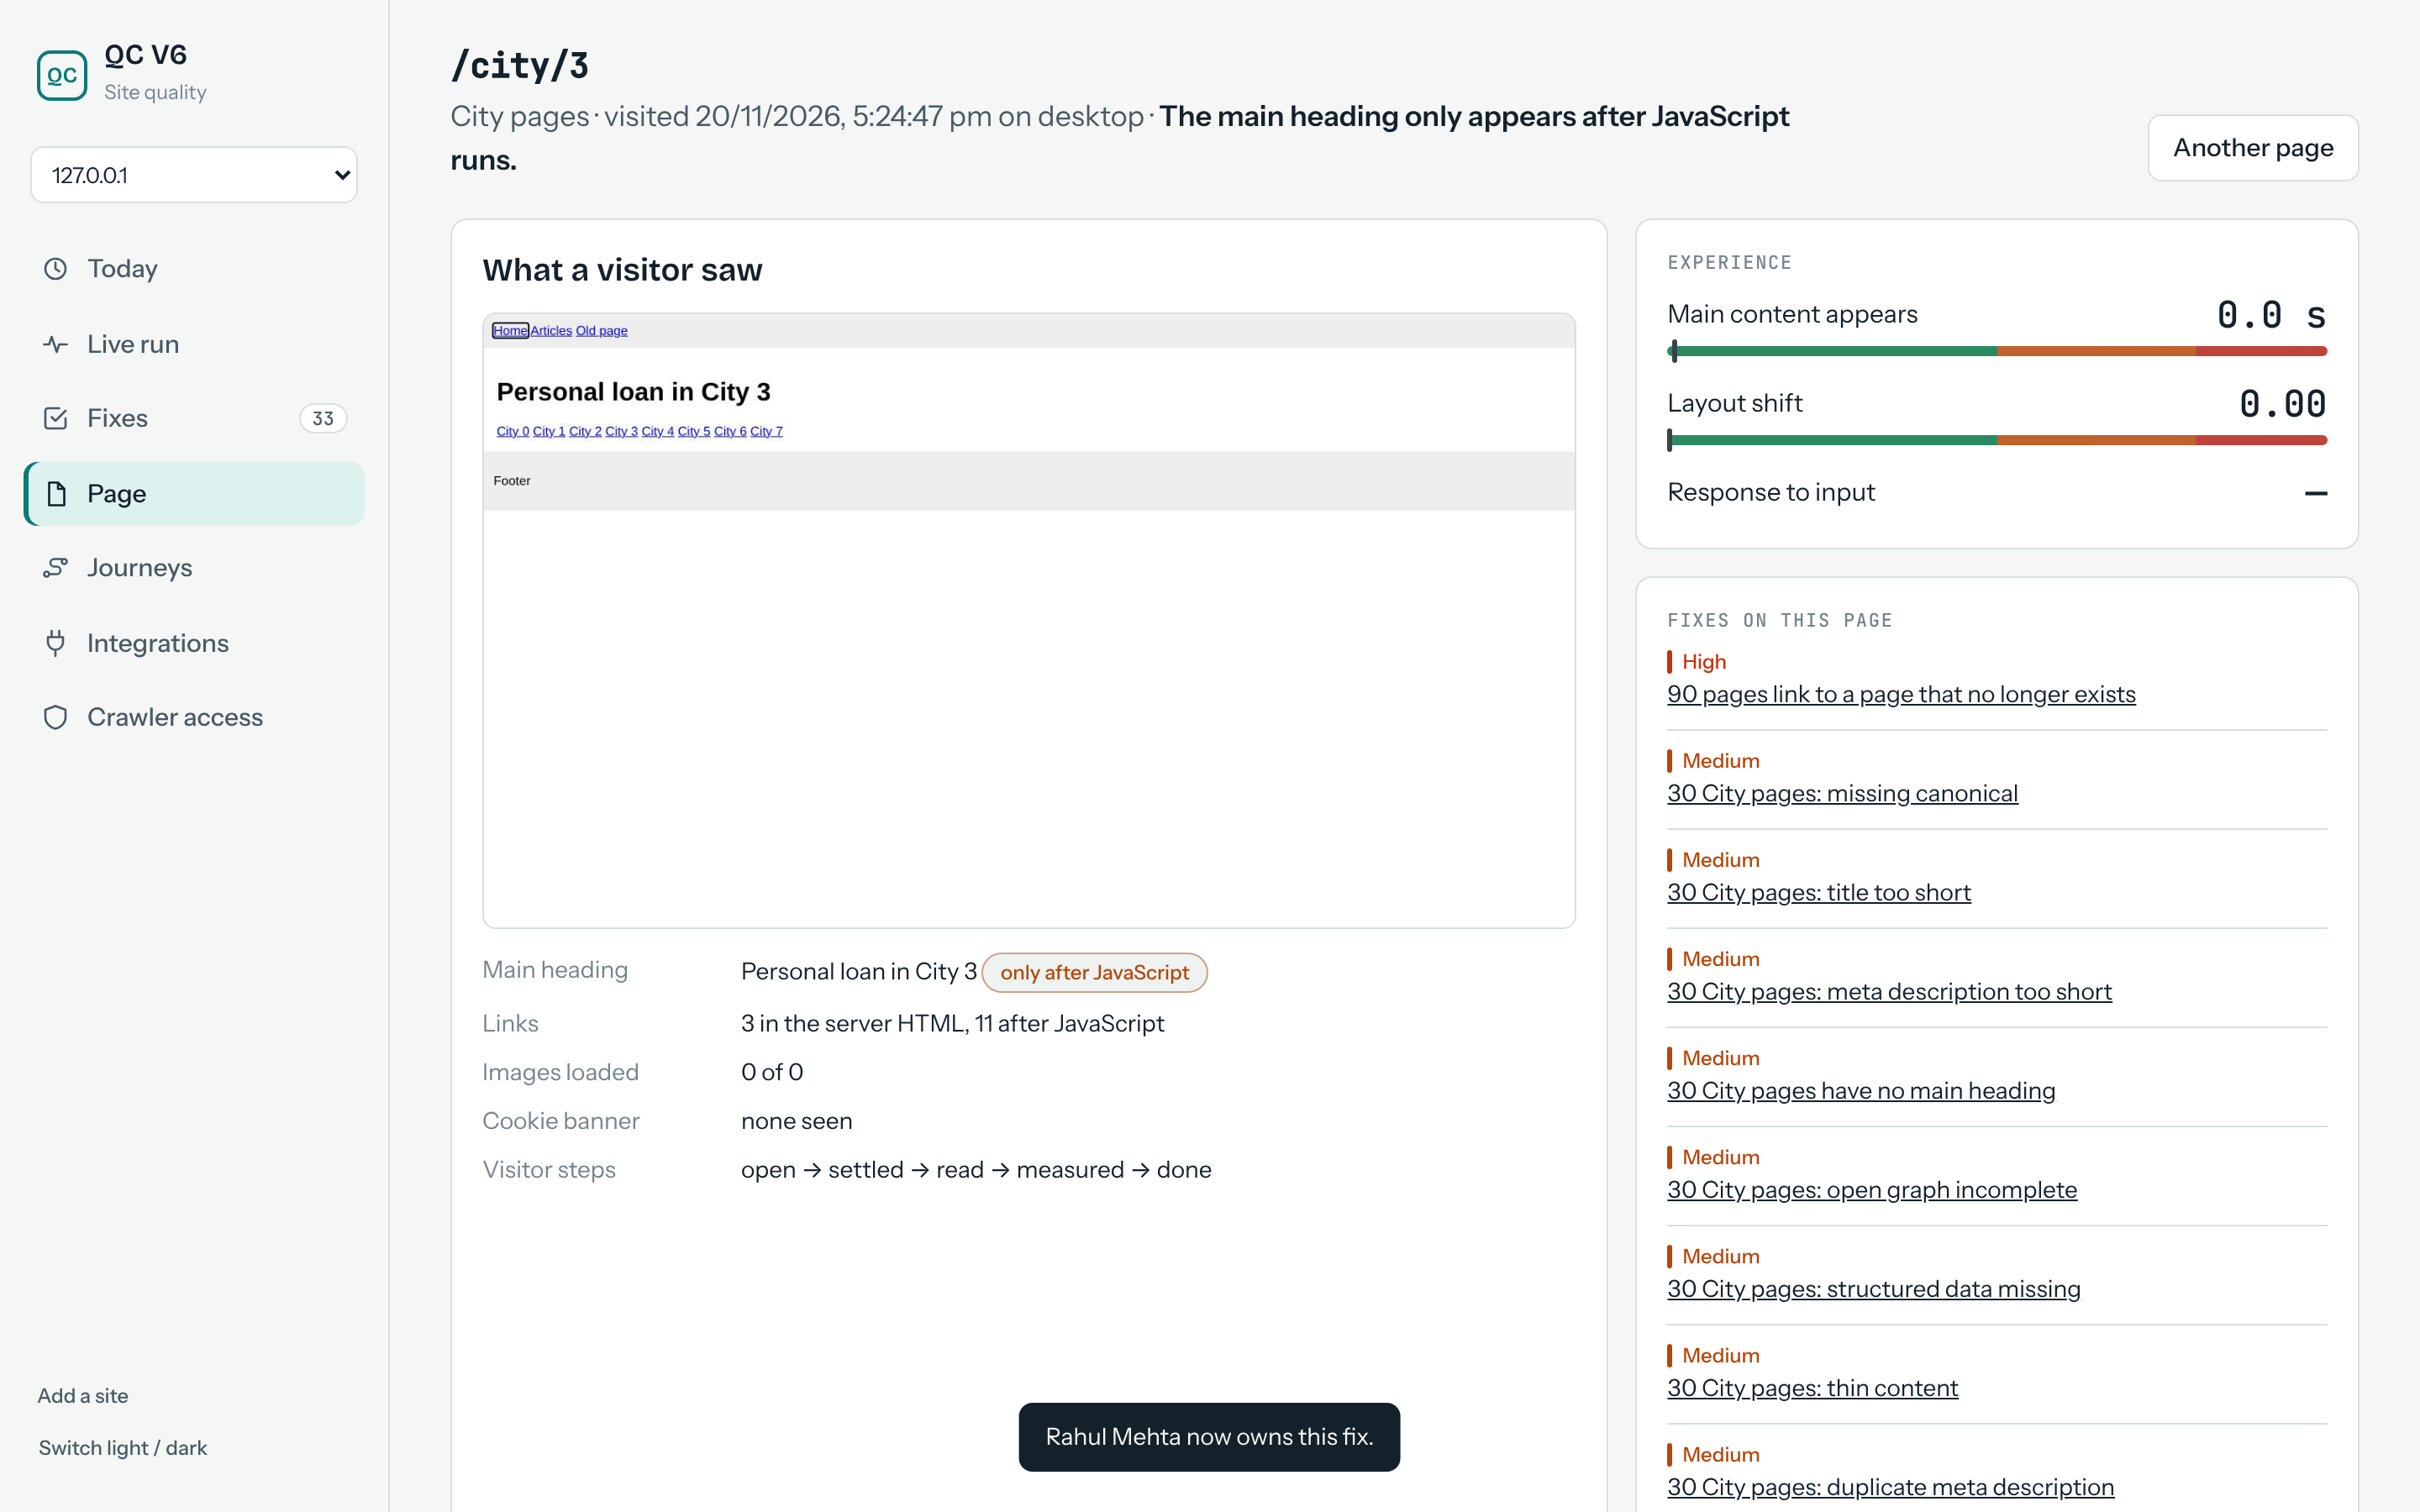 QC
QC V6
Site quality
127.0.0.1
Today
Live run
Fixes
33
Page
Journeys
Integrations
Crawler access
Add a site
Switch light / dark
/city/3
City pages · visited 20/11/2026, 5:24:47 pm on desktop · The main heading only appears after JavaScript
runs.
Another page
What a visitor saw
Home Articles Old page
Personal loan in City 3
City 0 City 1 City 2 City 3 City 4 City 5 City 6 City 7
Footer
Main heading Personal loan in City 3 only after JavaScript
Links 3 in the server HTML, 11 after JavaScript
Images loaded 0 of 0
Cookie banner none seen
Visitor steps open → settled → read → measured → done
EXPERIENCE
Main content appears 0.0 s
Layout shift 0.00
Response to input —
FIXES ON THIS PAGE
High
90 pages link to a page that no longer exists
Medium
30 City pages: missing canonical
Medium
30 City pages: title too short
Medium
30 City pages: meta description too short
Medium
30 City pages have no main heading
Medium
30 City pages: open graph incomplete
Medium
30 City pages: structured data missing
Medium
30 City pages: thin content
Medium
30 City pages: duplicate meta description
Rahul Mehta now owns this fix.